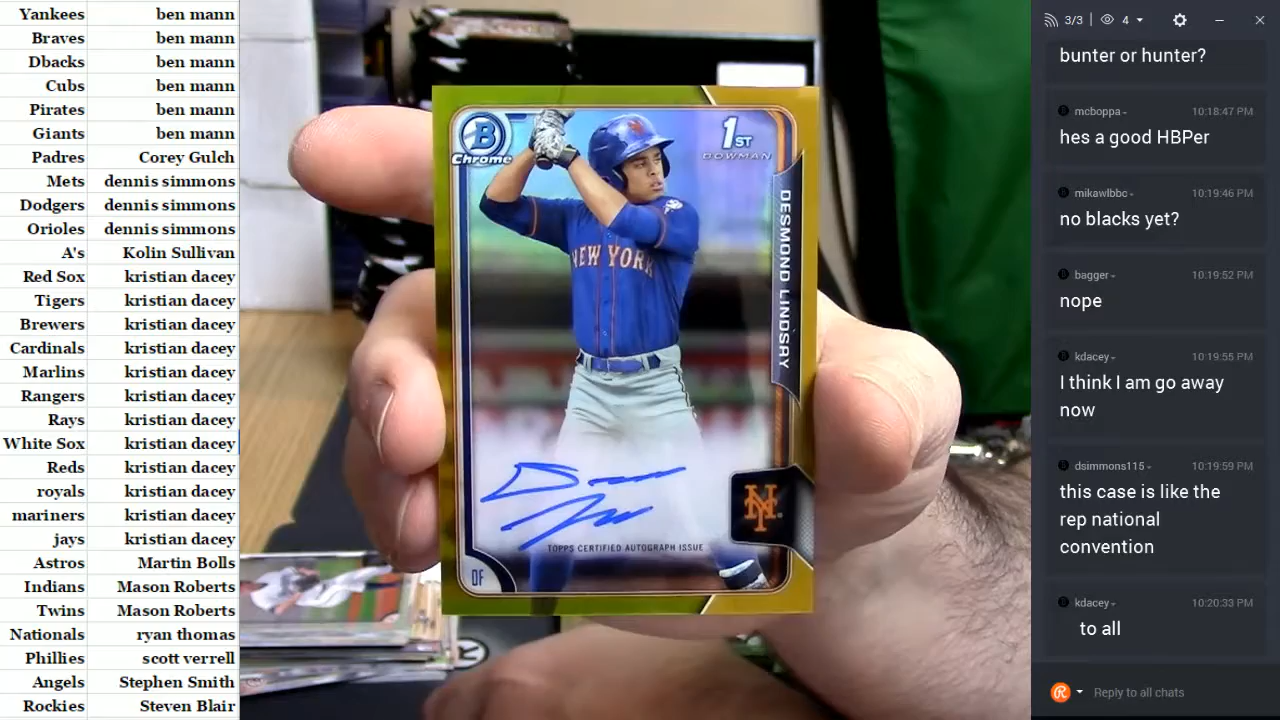 Yankees ben mann
Braves ben mann
Dbacks ben mann
Cubs ben mann
Pirates ben mann
Giants ben mann
Padres Corey Gulch
Mets dennis simmons
Dodgers dennis simmons
Orioles dennis simmons
A's Kolin Sullivan
Red Sox kristian dacey
Tigers kristian dacey
Brewers kristian dacey
Cardinals kristian dacey
Marlins kristian dacey
Rangers kristian dacey
Rays kristian dacey
White Sox kristian dacey
Reds kristian dacey
royals kristian dacey
mariners kristian dacey
jays kristian dacey
Astros Martin Bolls
Indians Mason Roberts
Twins Mason Roberts
Nationals ryan thomas
Phillies scott verrell
Angels Stephen Smith
Rockies Steven Blair
B
Chrome
1ST
BOWMAN
DESMOND LINDSAY
NEW YORK
NY
TOPPS CERTIFIED AUTOGRAPH ISSUE
OF
3/3 4
bunter or hunter?
mcboppa 10:18:47 PM
hes a good HBPer
mikawlbbc 10:19:46 PM
no blacks yet?
bagger 10:19:52 PM
nope
kdacey 10:19:55 PM
I think I am go away
now
dsimmons115 10:19:59 PM
this case is like the
rep national
convention
kdacey 10:20:33 PM
to all
Reply to all chats